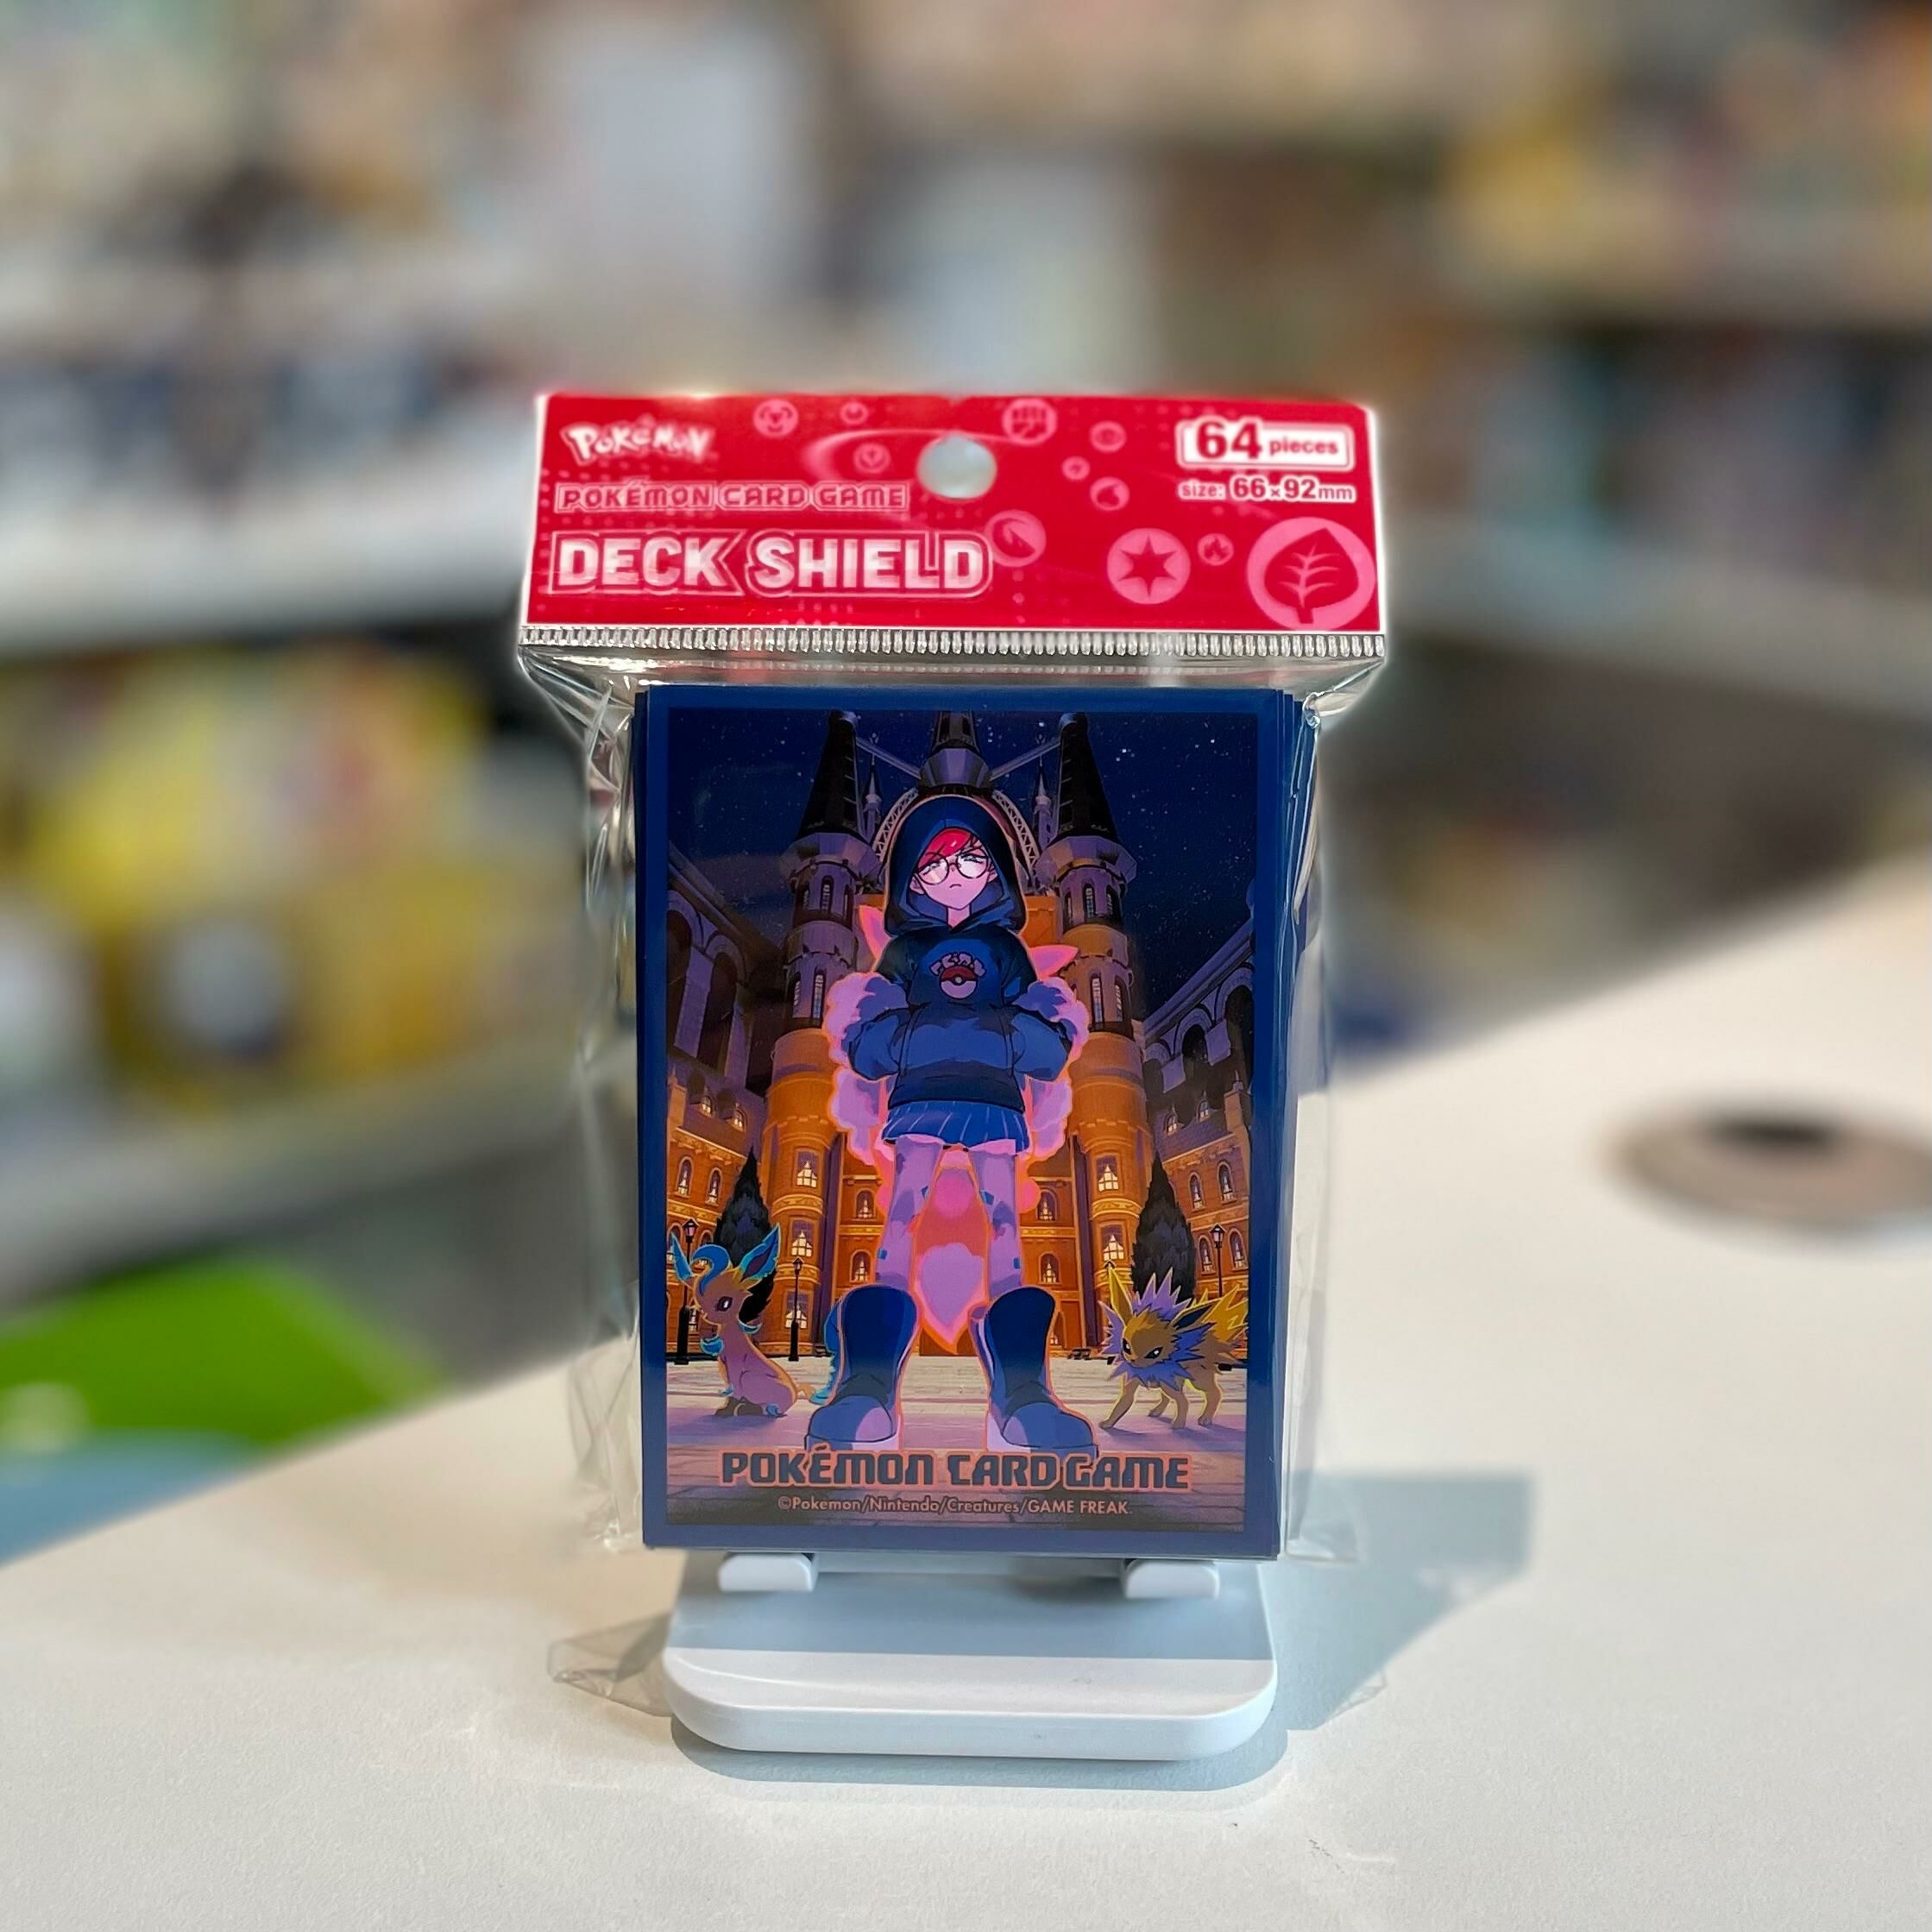 Pokémon
POKÉMON CARD GAME
DECK SHIELD
64 pieces
size: 66×92mm
POKÉMON CARD GAME
©Pokemon/Nintendo/Creatures/GAME FREAK.